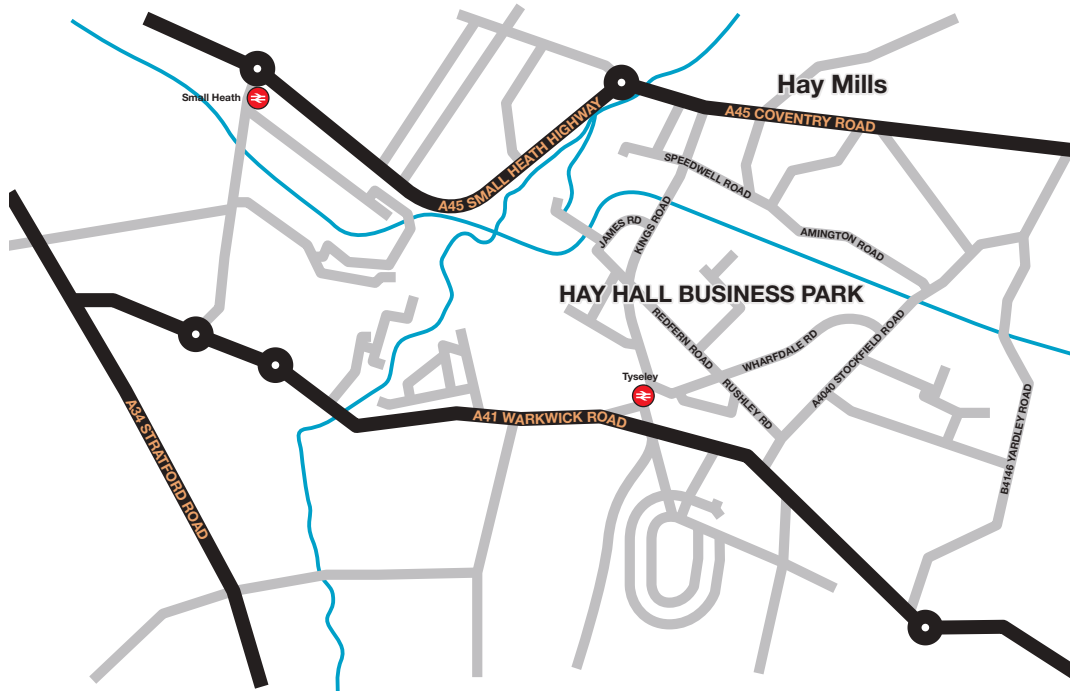 Hay Mills
Small Heath
A45 COVENTRY ROAD
A45 SMALL HEATH HIGHWAY
SPEEDWELL ROAD
JAMES RD
KINGS ROAD
AMINGTON ROAD
HAY HALL BUSINESS PARK
REDFERN ROAD
WHARFDALE RD
A4040 STOCKFIELD ROAD
Tyseley
RUSHLEY RD
A34 STRATFORD ROAD
A41 WARKWICK ROAD
B4146 YARDLEY ROAD